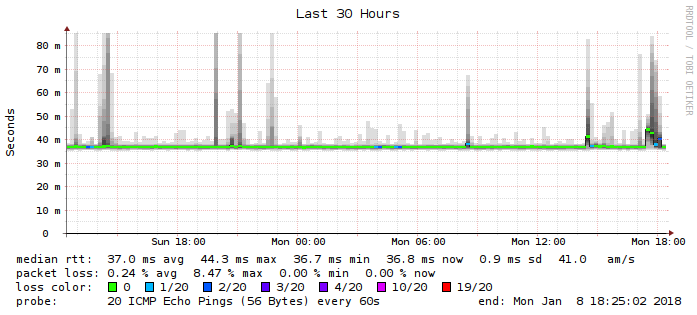 Last 30 Hours
RRDTOOL / TOBI OETIKER
Seconds
80 m
70 m
60 m
50 m
40 m
30 m
20 m
10 m
0
Sun 18:00 Mon 00:00 Mon 06:00 Mon 12:00 Mon 18:00
median rtt: 37.0 ms avg 44.3 ms max 36.7 ms min 36.8 ms now 0.9 ms sd 41.0 am/s
packet loss: 0.24 % avg 8.47 % max 0.00 % min 0.00 % now
loss color: 0 1/20 2/20 3/20 4/20 10/20 19/20
probe: 20 ICMP Echo Pings (56 Bytes) every 60s end: Mon Jan 8 18:25:02 2018